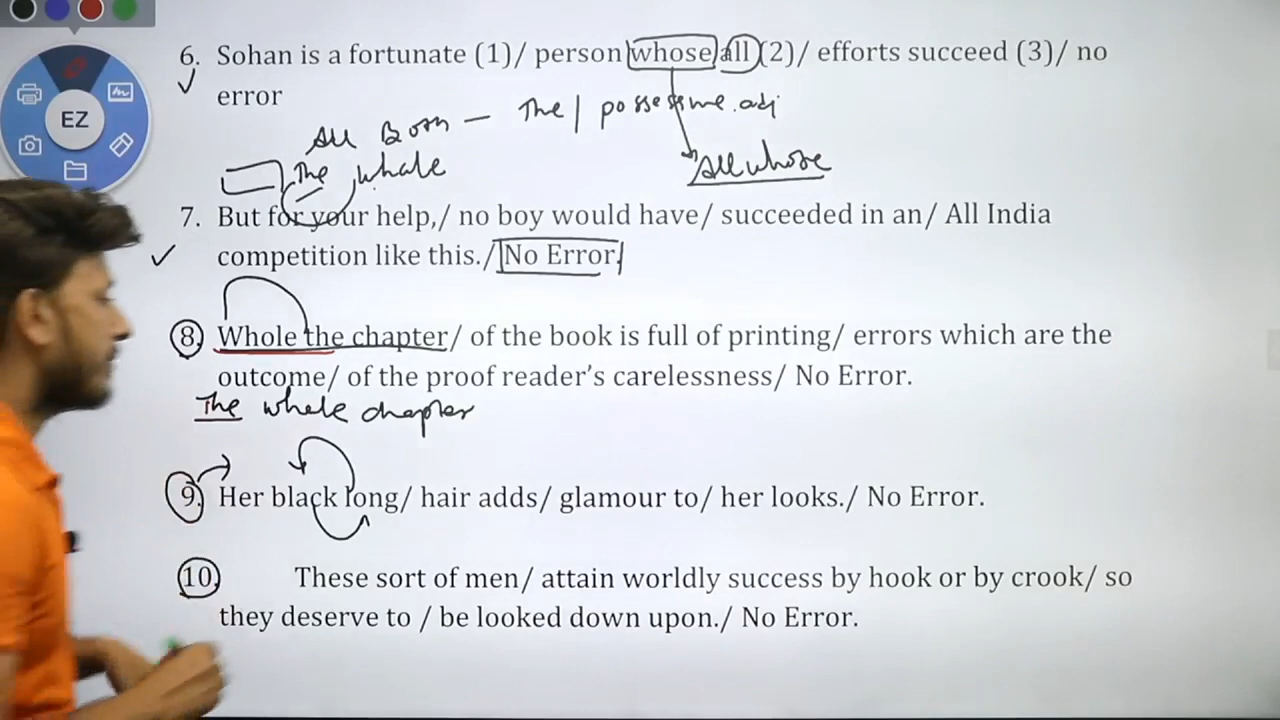 6. Sohan is a fortunate (1)/ person whose all (2)/ efforts succeed (3)/ no
EZ
error
All Both — The / possessive adj
The whole
All whose
7. But for your help,/ no boy would have/ succeeded in an/ All India
competition like this./ No Error.
8. Whole the chapter/ of the book is full of printing/ errors which are the
outcome/ of the proof reader's carelessness/ No Error.
The whole chapter
9. Her black long/ hair adds/ glamour to/ her looks./ No Error.
10. These sort of men/ attain worldly success by hook or by crook/ so
they deserve to / be looked down upon./ No Error.